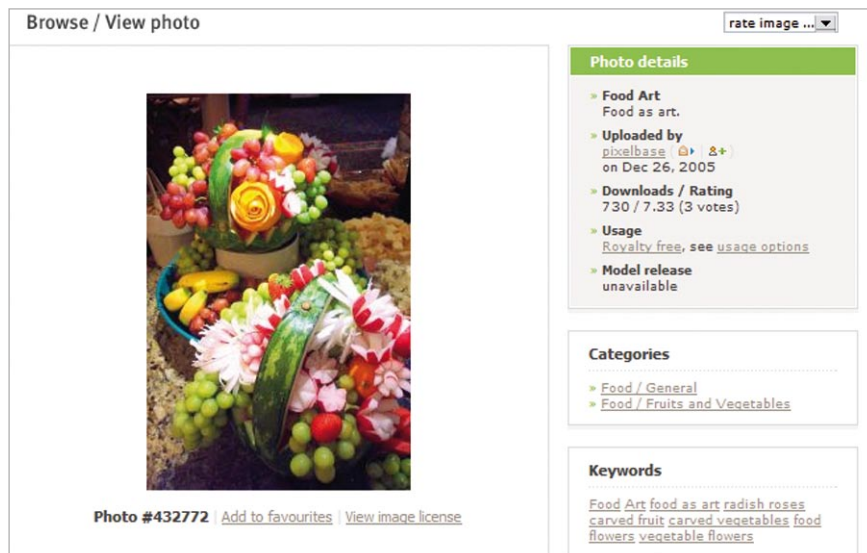 Browse / View photo
rate image ...
Photo details
» Food Art
Food as art.
» Uploaded by
pixelbase
on Dec 26, 2005
» Downloads / Rating
730 / 7.33 (3 votes)
» Usage
Royalty free, see usage options
» Model release
unavailable
Categories
» Food / General
» Food / Fruits and Vegetables
Keywords
Food Art food as art radish roses
carved fruit carved vegetables food
flowers vegetable flowers
Photo #432772 | Add to favourites | View image license